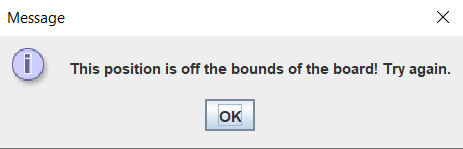 Message
This position is off the bounds of the board! Try again.
OK